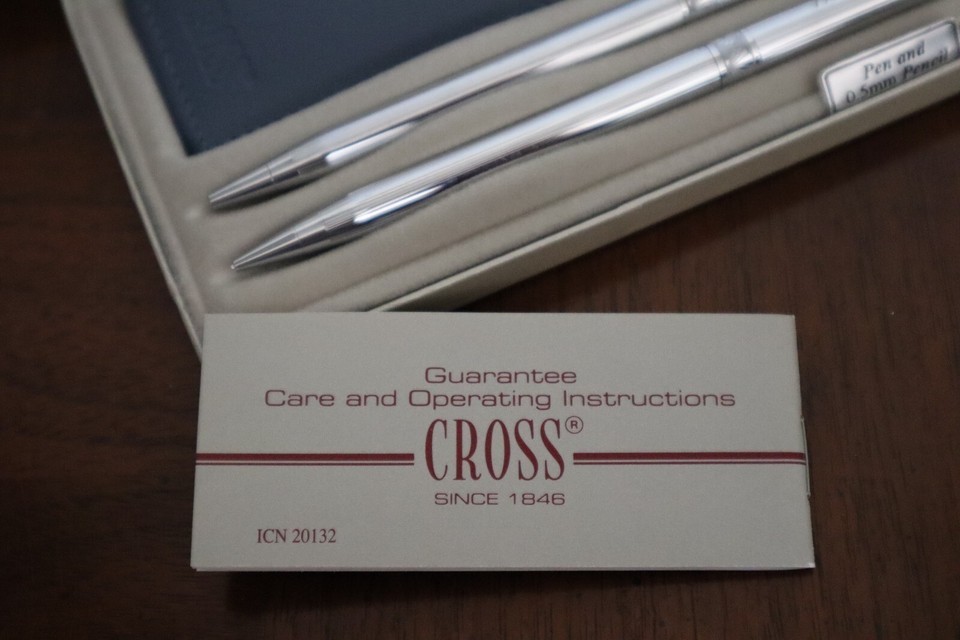 Pen and
0.5mm Pencil
Guarantee
Care and Operating Instructions
CROSS®
SINCE 1846
ICN 20132